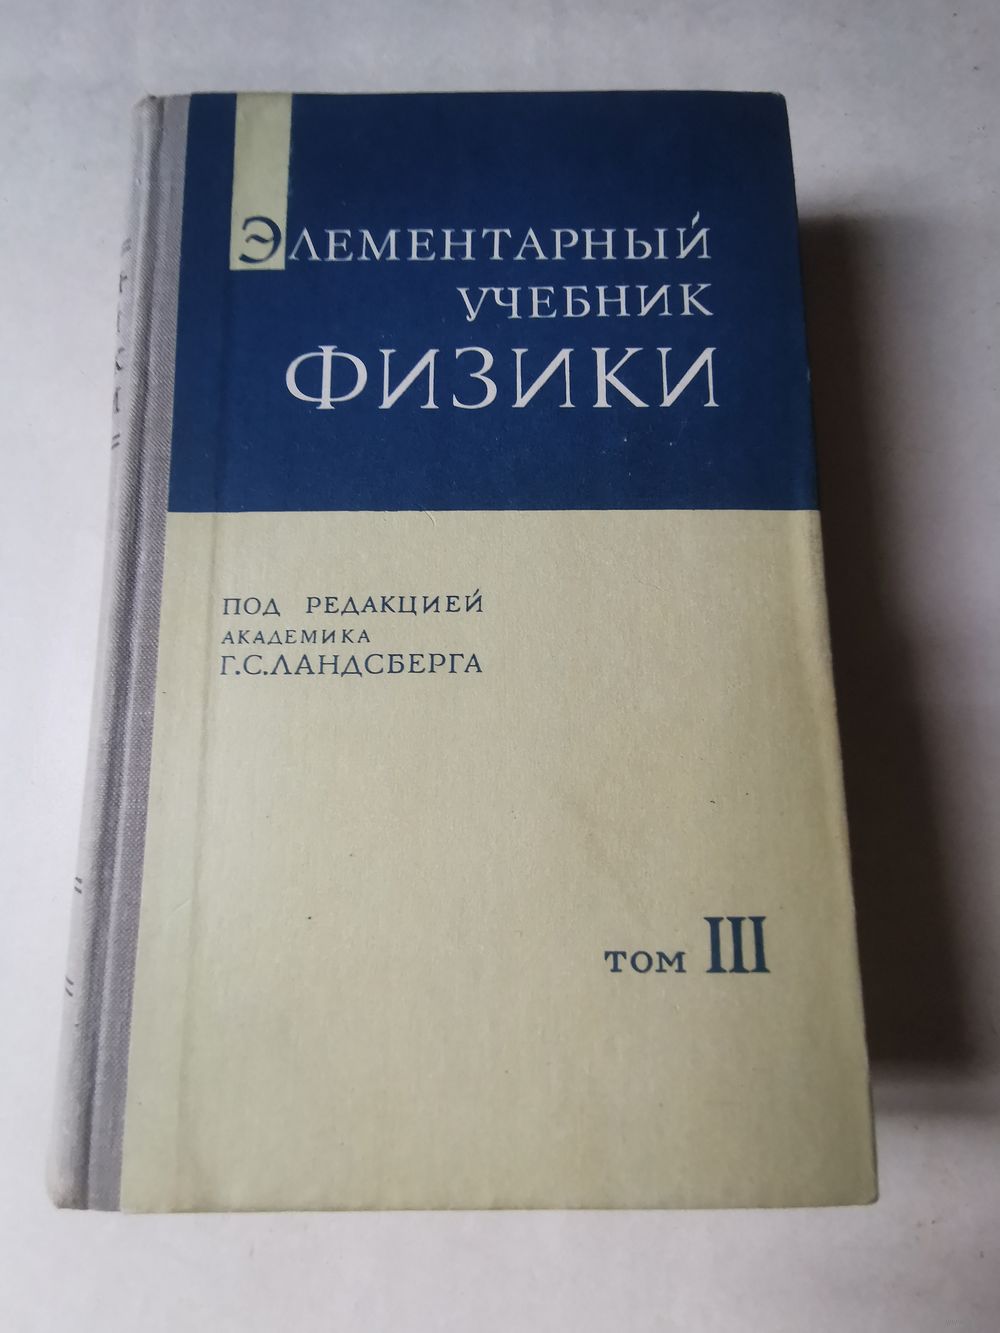 ЭЛЕМЕНТАРНЫЙ
УЧЕБНИК
ФИЗИКИ
ПОД РЕДАКЦИЕЙ
АКАДЕМИКА
Г.С.ЛАНДСБЕРГА
ТОМ III